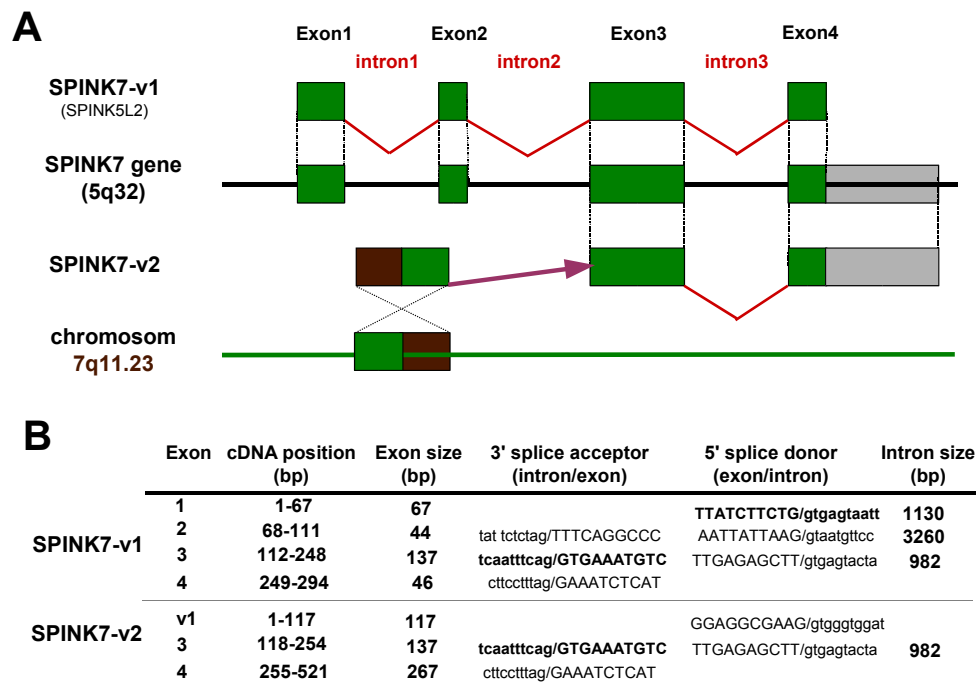 A
Exon1 Exon2 Exon3 Exon4
intron1 intron2 intron3
SPINK7-v1
(SPINK5L2)
SPINK7 gene
(5q32)
SPINK7-v2
chromosom
7q11.23
B
Exon cDNA position Exon size 3' splice acceptor 5' splice donor Intron size
(bp) (bp) (intron/exon) (exon/intron) (bp)
SPINK7-v1
1 1-67 67 TTATCTTCTG/gtgagtaatt 1130
2 68-111 44 tat tctctag/TTTCAGGCCC AATTATTAAG/gtaatgttcc 3260
3 112-248 137 tcaatttcag/GTGAAATGTC TTGAGAGCTT/gtgagtacta 982
4 249-294 46 cttcctttag/GAAATCTCAT
SPINK7-v2
v1 1-117 117 GGAGGCGAAG/gtgggtggat
3 118-254 137 tcaatttcag/GTGAAATGTC TTGAGAGCTT/gtgagtacta 982
4 255-521 267 cttcctttag/GAAATCTCAT